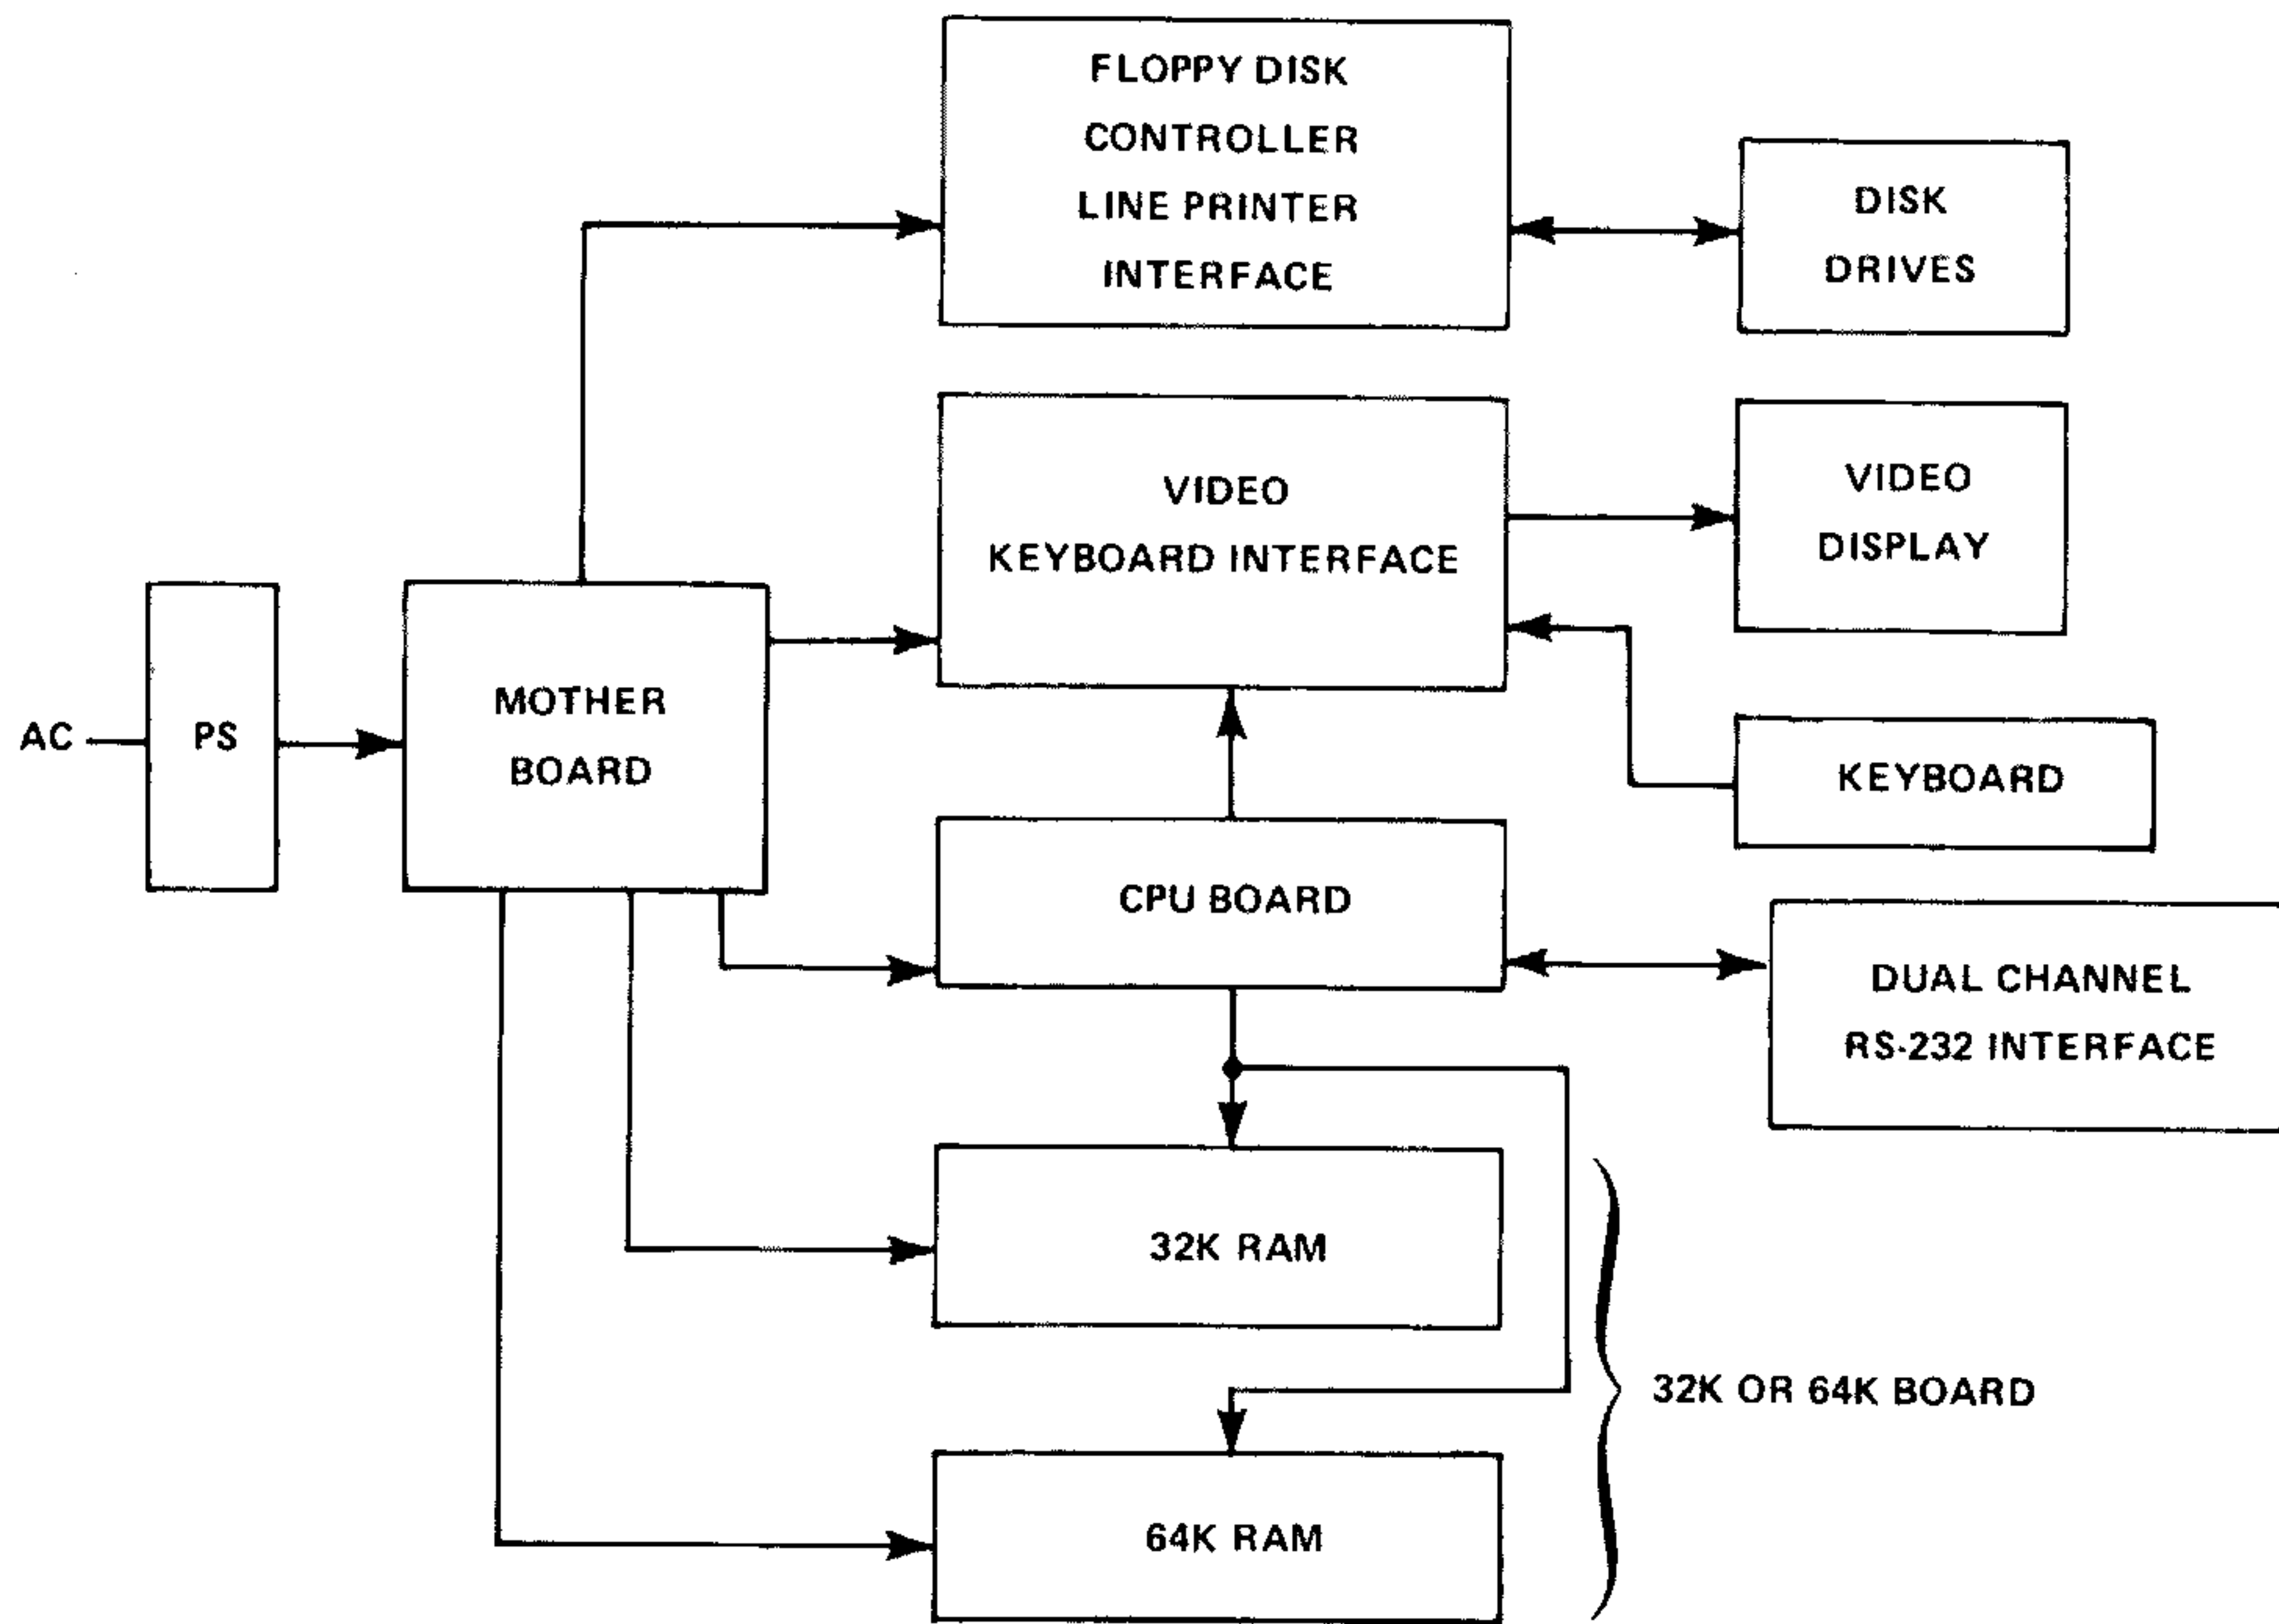 FLOPPY DISK
CONTROLLER
LINE PRINTER
INTERFACE
DISK
DRIVES
VIDEO
KEYBOARD INTERFACE
VIDEO
DISPLAY
AC
PS
MOTHER
BOARD
KEYBOARD
CPU BOARD
DUAL CHANNEL
RS-232 INTERFACE
32K RAM
32K OR 64K BOARD
64K RAM